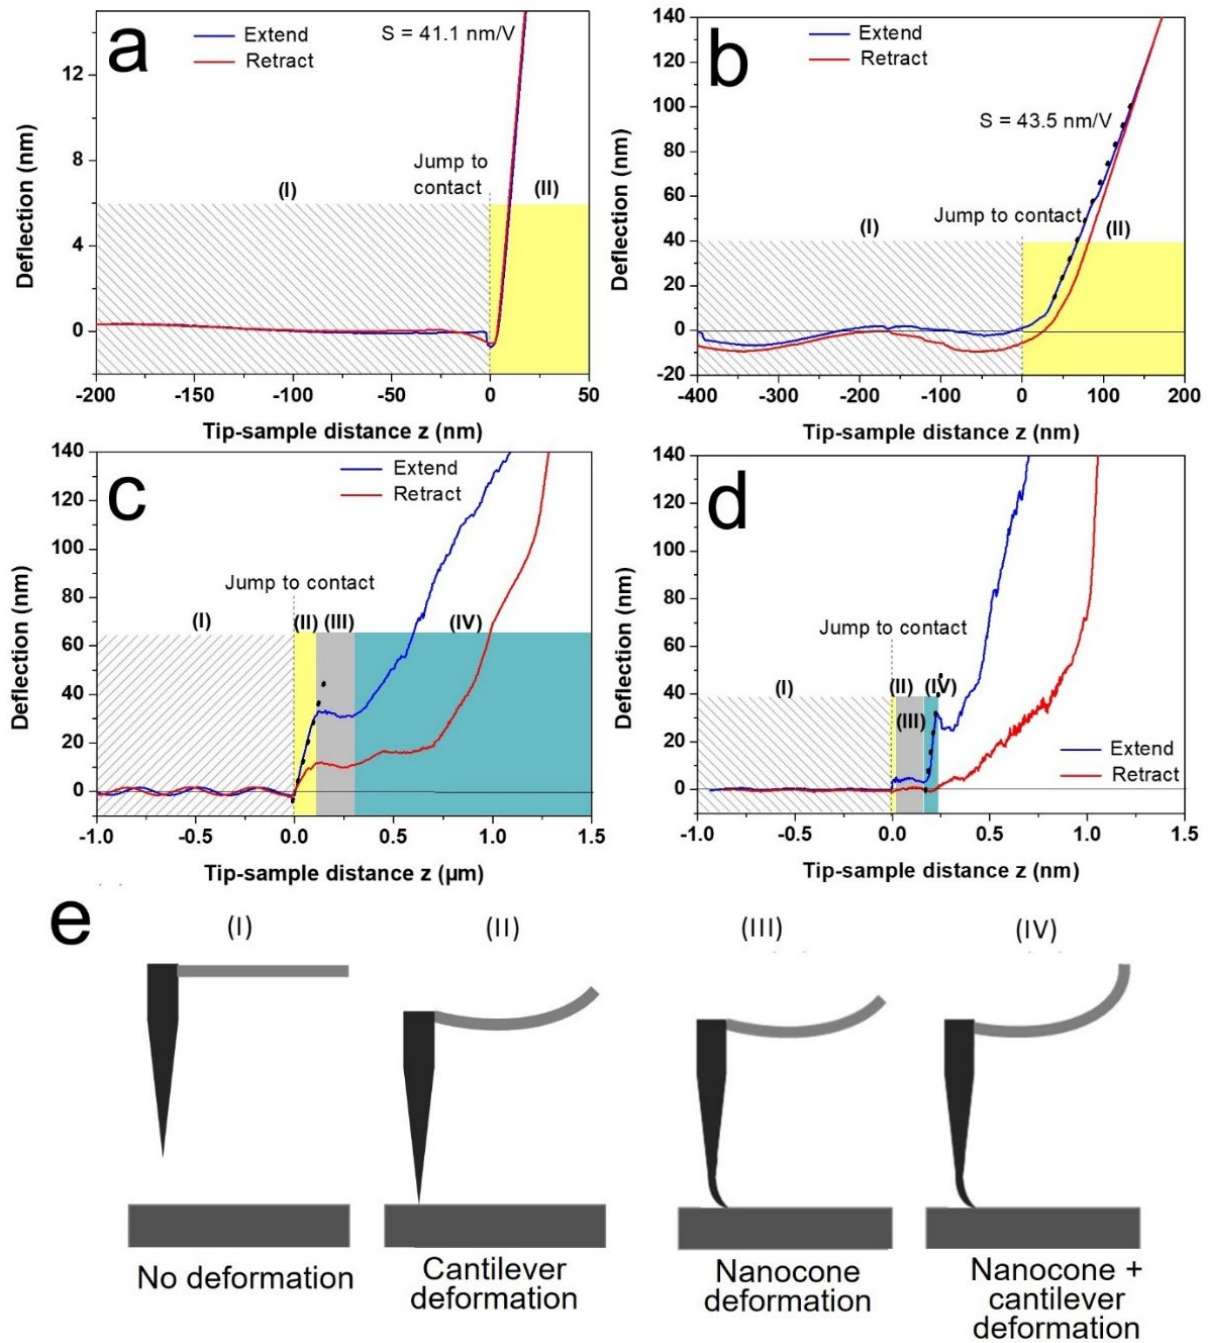 a
Extend
Retract
S = 41.1 nm/V
Jump to
contact
(I)
(II)
Deflection (nm)
12
8
4
0
-200
-150
-100
-50
0
50
Tip-sample distance z (nm)
b
Extend
Retract
S = 43.5 nm/V
(I)
Jump to contact
(II)
Deflection (nm)
140
120
100
80
60
40
20
0
-20
-400
-300
-200
-100
0
100
200
Tip-sample distance z (nm)
c
Extend
Retract
Jump to contact
(I)
(II)
(III)
(IV)
Deflection (nm)
140
120
100
80
60
40
20
0
-1.0
-0.5
0.0
0.5
1.0
1.5
Tip-sample distance z (µm)
d
Jump to contact
(I)
(II)
(III)
(IV)
Extend
Retract
Deflection (nm)
140
120
100
80
60
40
20
0
-1.0
-0.5
0.0
0.5
1.0
1.5
Tip-sample distance z (nm)
e
(I)
(II)
(III)
(IV)
No deformation
Cantilever
deformation
Nanocone
deformation
Nanocone +
cantilever
deformation